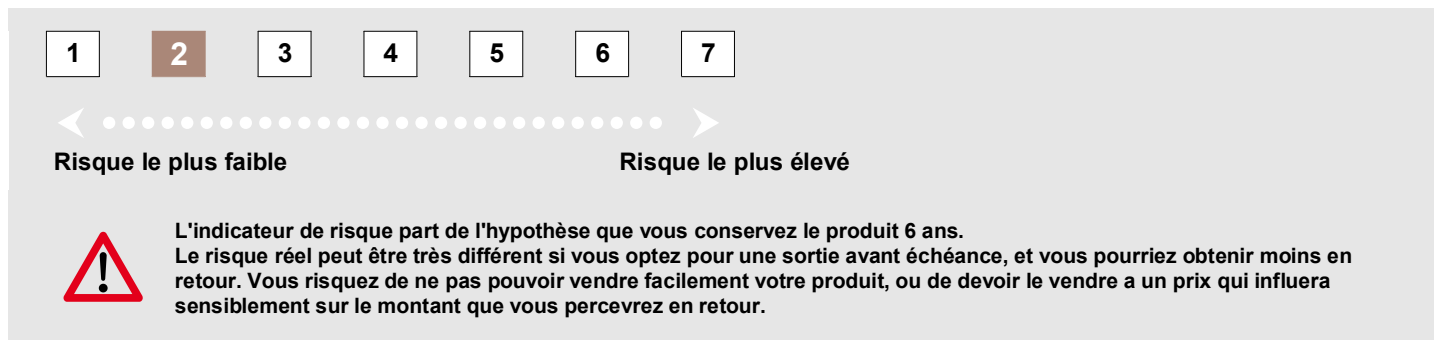 1 2 3 4 5 6 7
Risque le plus faible Risque le plus élevé
L'indicateur de risque part de l'hypothèse que vous conservez le produit 6 ans.
Le risque réel peut être très différent si vous optez pour une sortie avant échéance, et vous pourriez obtenir moins en
retour. Vous risquez de ne pas pouvoir vendre facilement votre produit, ou de devoir le vendre a un prix qui influera
sensiblement sur le montant que vous percevrez en retour.